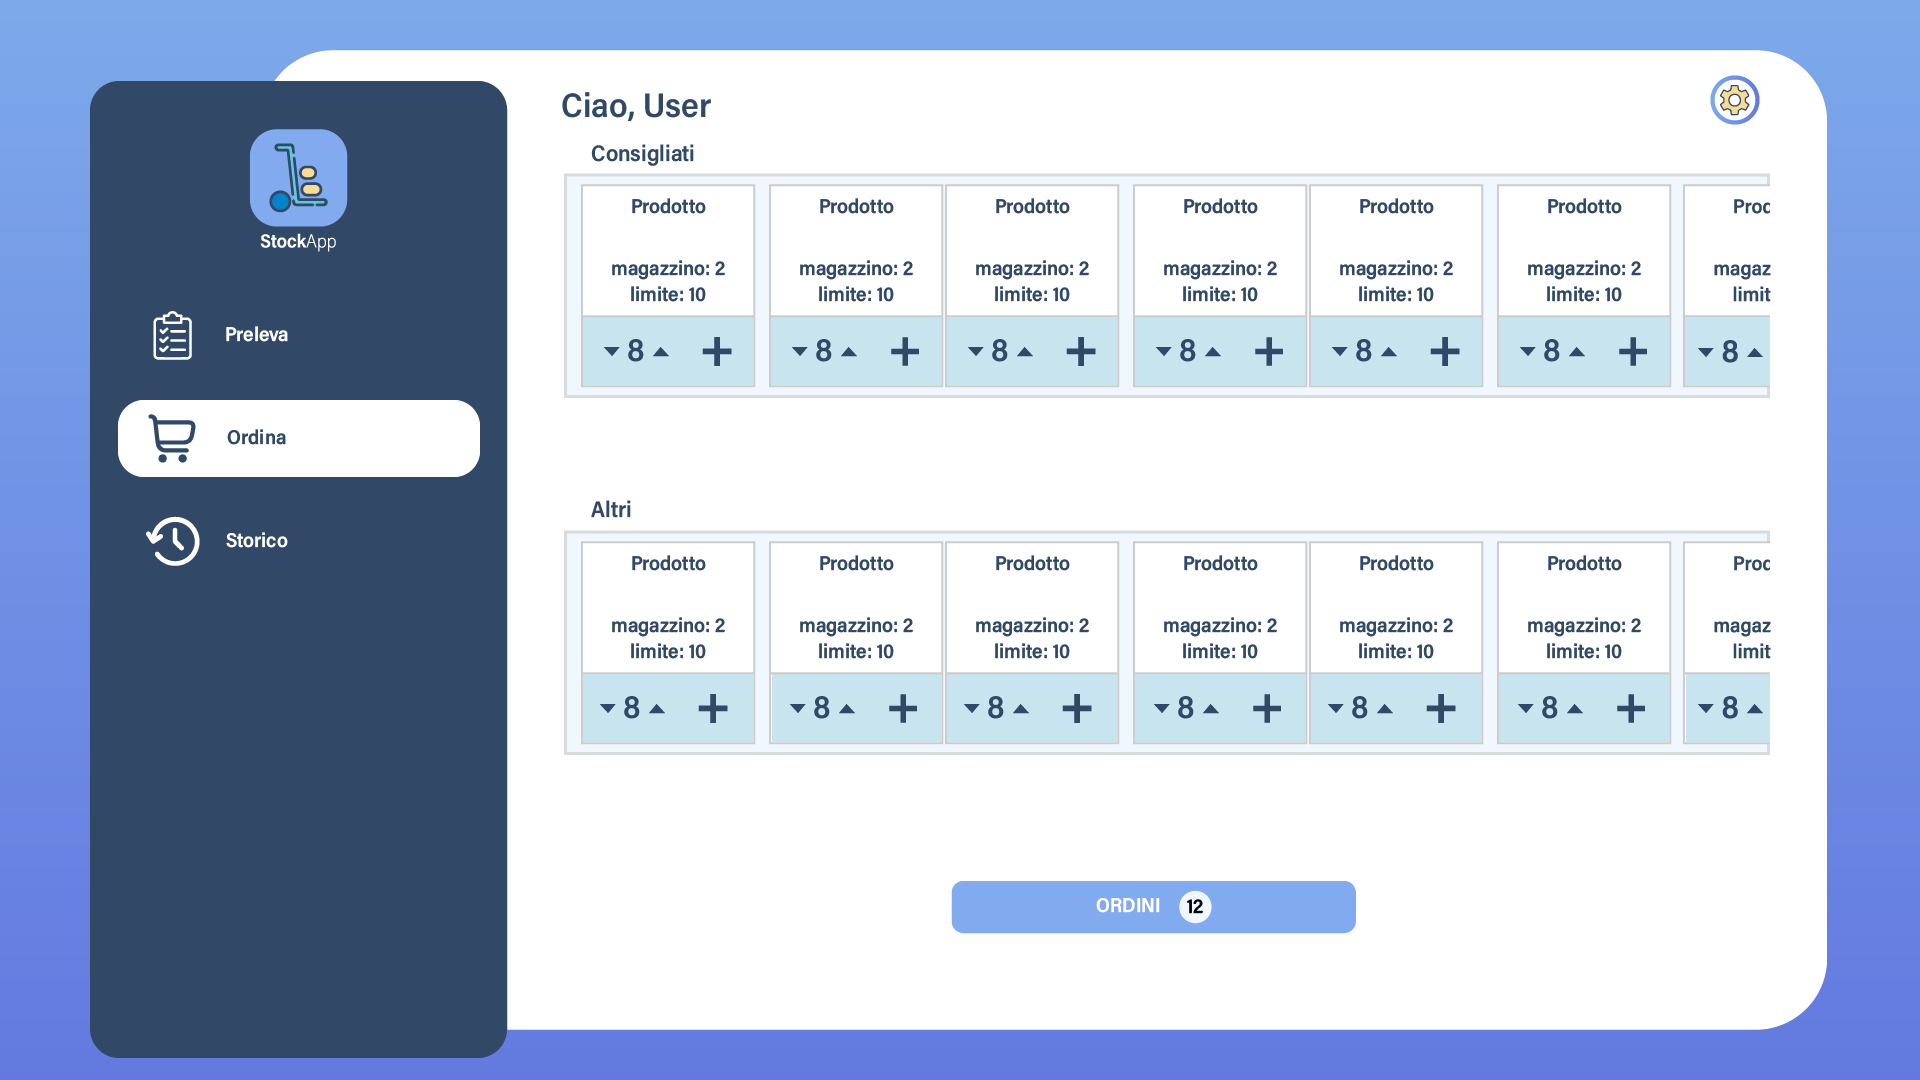 Ciao, User
StockApp
Preleva
Ordina
Storico
Consigliati
Prodotto Prodotto Prodotto Prodotto Prodotto Prodotto Prod
magazzino: 2 magazzino: 2 magazzino: 2 magazzino: 2 magazzino: 2 magazzino: 2 magaz
limite: 10 limite: 10 limite: 10 limite: 10 limite: 10 limite: 10 limit
8 8 8 8 8 8 8
Altri
Prodotto Prodotto Prodotto Prodotto Prodotto Prodotto Prod
magazzino: 2 magazzino: 2 magazzino: 2 magazzino: 2 magazzino: 2 magazzino: 2 magaz
limite: 10 limite: 10 limite: 10 limite: 10 limite: 10 limite: 10 limit
8 8 8 8 8 8 8
ORDINI 12